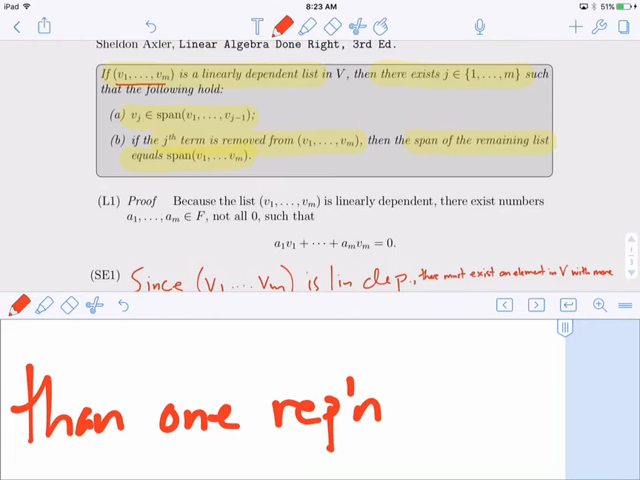 iPad
8:23 AM
51%
Sheldon Axler, Linear Algebra Done Right, 3rd Ed.
If (v₁, . . . , vₘ) is a linearly dependent list in V, then there exists j ∈ {1, . . . , m} such
that the following hold:
(a) vⱼ ∈ span(v₁, . . . , vⱼ₋₁);
(b) if the jᵗʰ term is removed from (v₁, . . . , vₘ), then the span of the remaining list
equals span(v₁, . . . vₘ).
(L1) Proof Because the list (v₁, . . . , vₘ) is linearly dependent, there exist numbers
a₁, . . . , aₘ ∈ F, not all 0, such that
a₁v₁ + · · · + aₘvₘ = 0.
(SE1) Since (v₁ .... vₘ) is lin dep., there must exist an element in V with more
than one rep'n